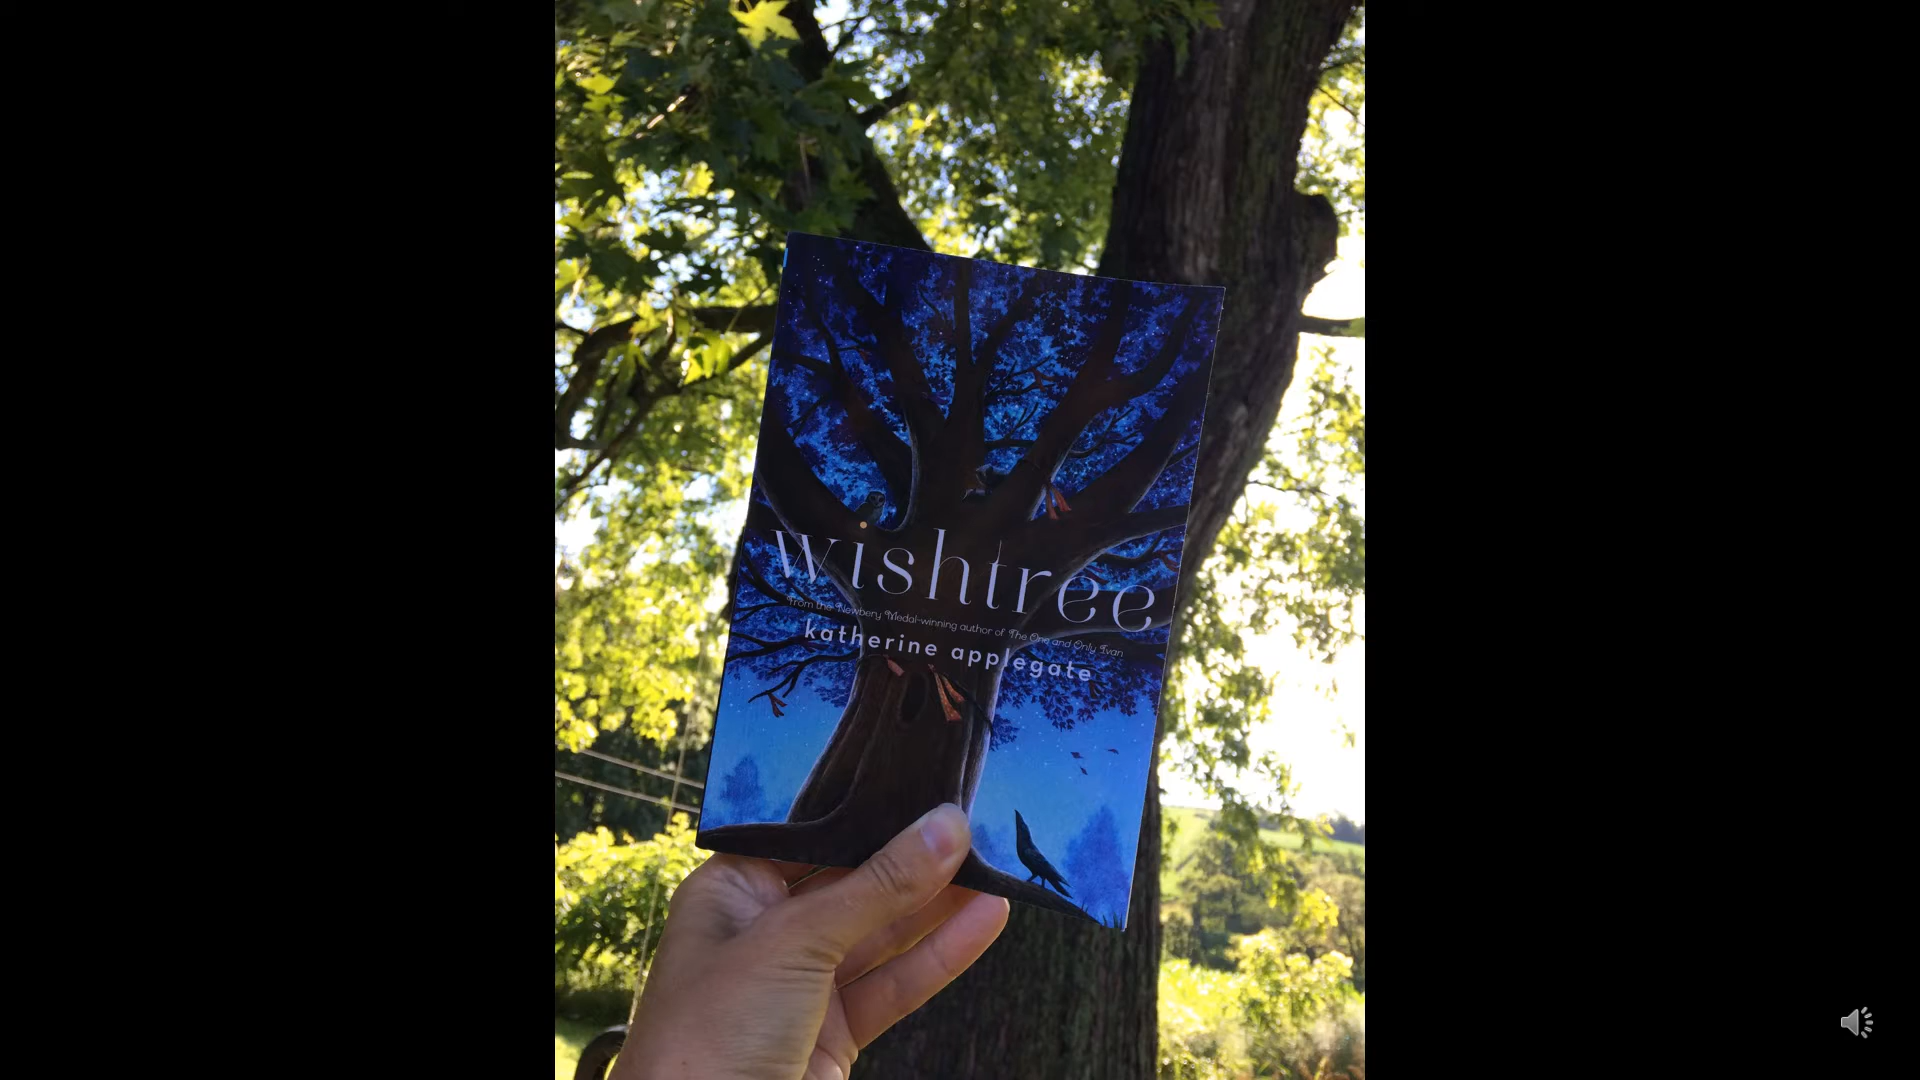 wishtree
From the Newbery Medal-winning author of The One and Only Ivan
katherine applegate